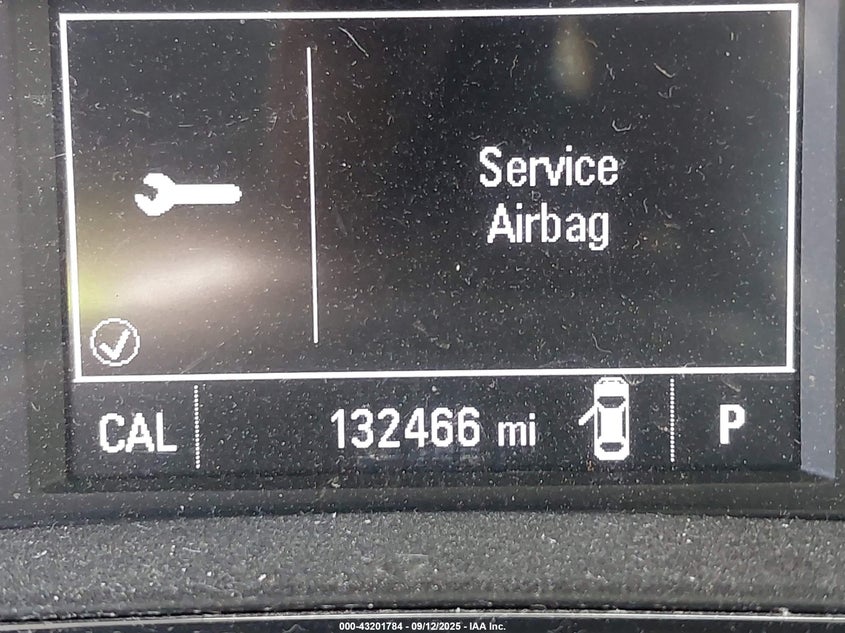 Service
Airbag
CAL 132466 mi P
000-43201784 - 09/12/2025 - IAA Inc.